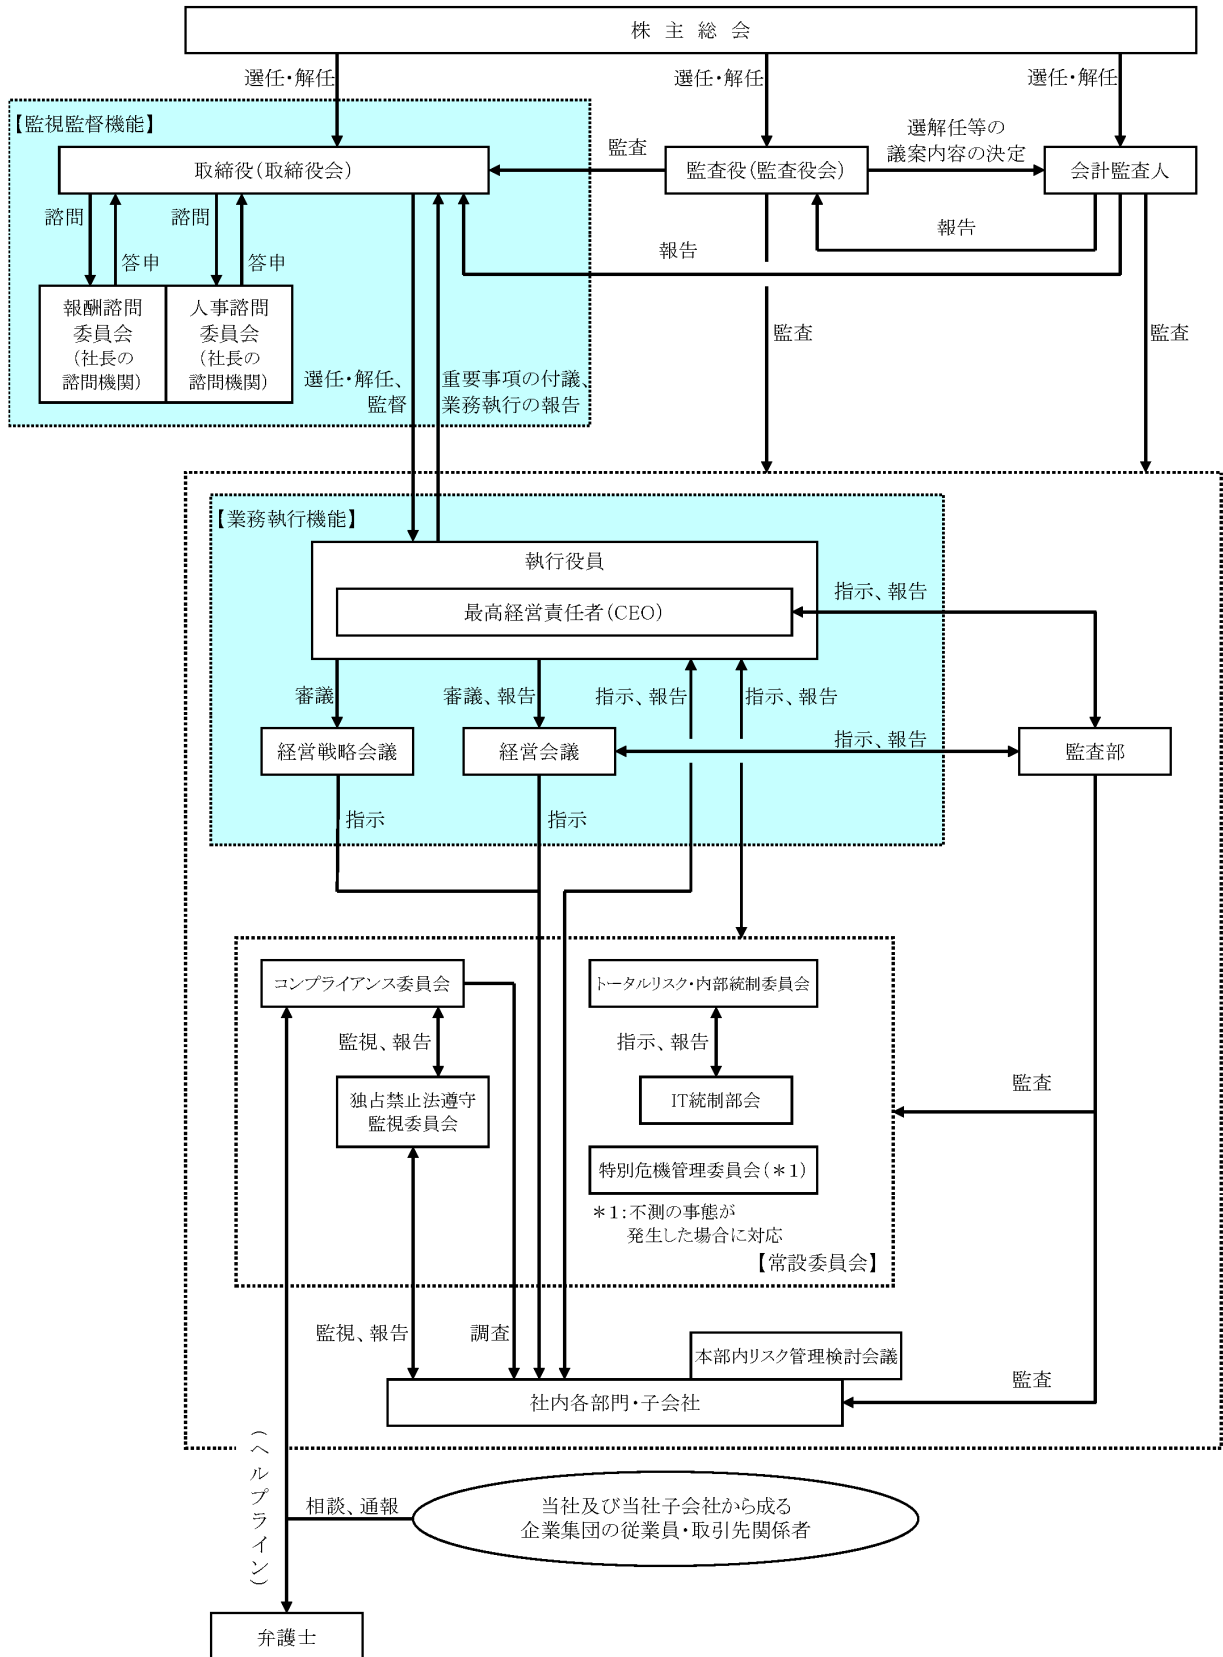 株 主 総 会
選任・解任
選任・解任
選任・解任
【監視監督機能】
取締役(取締役会)
監査
監査役(監査役会)
選解任等の
議案内容の決定
会計監査人
諮問
答申
諮問
答申
報告
報告
報酬諮問
委員会
(社長の
諮問機関)
人事諮問
委員会
(社長の
諮問機関)
選任・解任、
監督
重要事項の付議、
業務執行の報告
監査
監査
【業務執行機能】
執行役員
最高経営責任者(CEO)
指示、報告
審議
審議、報告
指示、報告
指示、報告
経営戦略会議
経営会議
指示、報告
監査部
指示
指示
コンプライアンス委員会
トータルリスク・内部統制委員会
監視、報告
指示、報告
独占禁止法遵守
監視委員会
IT統制部会
監査
特別危機管理委員会(＊1)
＊1:不測の事態が
発生した場合に対応
【常設委員会】
監視、報告
調査
本部内リスク管理検討会議
社内各部門・子会社
監査
(ヘルプライン)
相談、通報
当社及び当社子会社から成る
企業集団の従業員・取引先関係者
弁護士